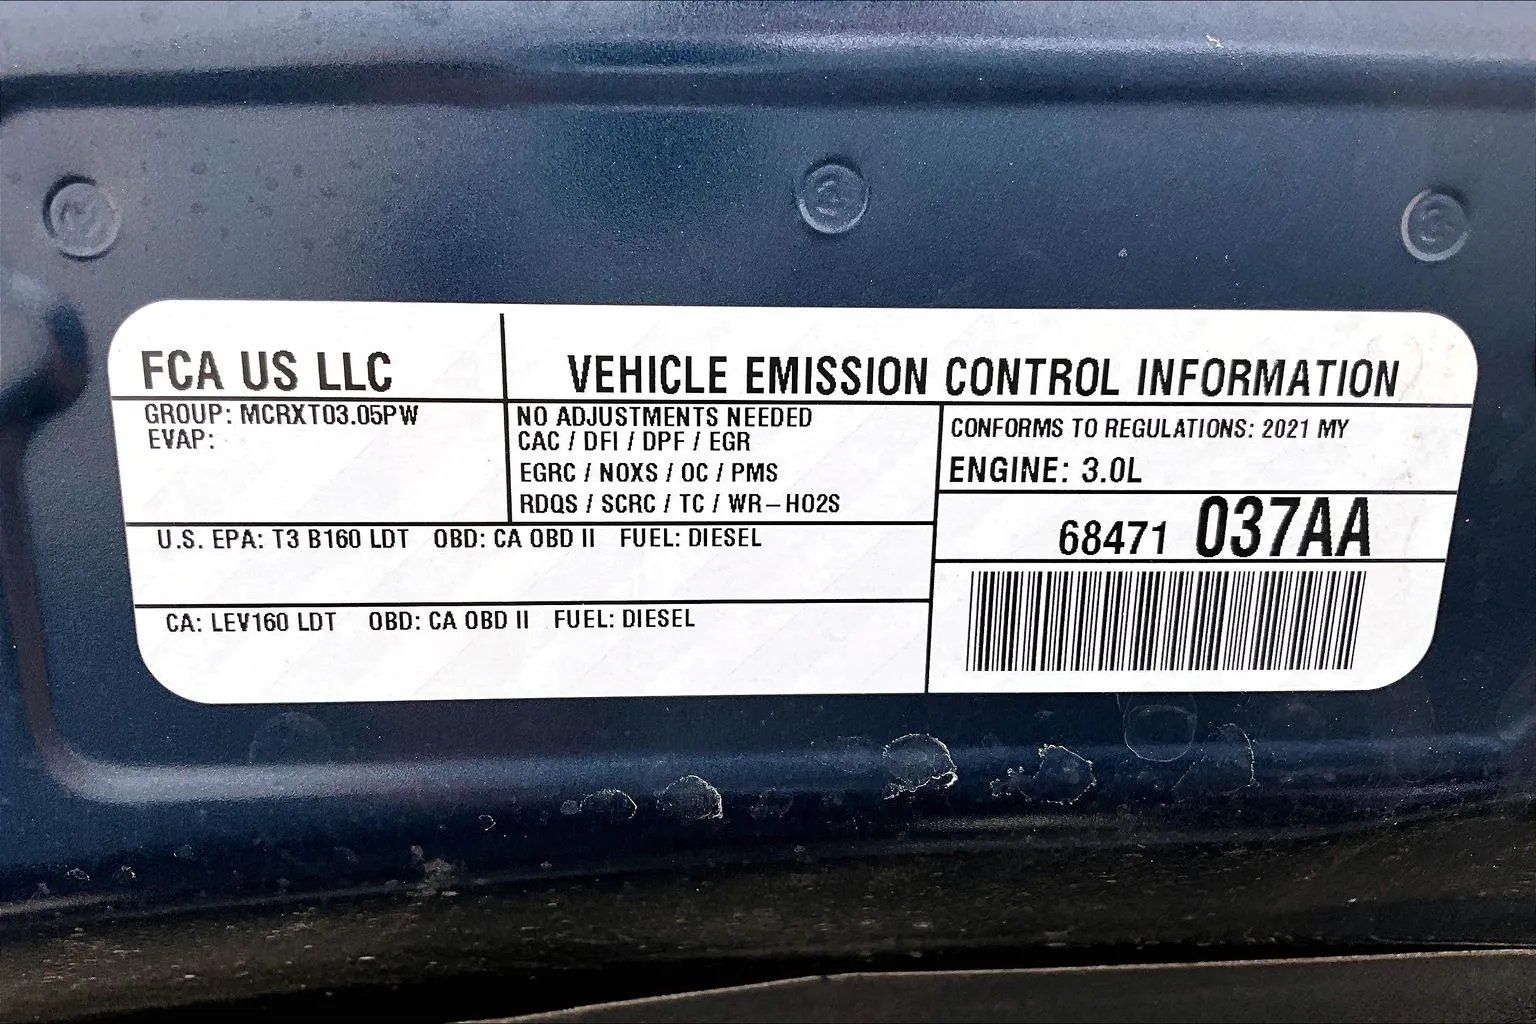 FCA US LLC
VEHICLE EMISSION CONTROL INFORMATION
GROUP: MCRXT03.05PW
EVAP:
NO ADJUSTMENTS NEEDED
CAC / DFI / DPF / EGR
EGRC / NOXS / OC / PMS
RDQS / SCRC / TC / WR-HO2S
CONFORMS TO REGULATIONS: 2021 MY
ENGINE: 3.0L
68471 037AA
U.S. EPA: T3 B160 LDT OBD: CA OBD II FUEL: DIESEL
CA: LEV160 LDT OBD: CA OBD II FUEL: DIESEL